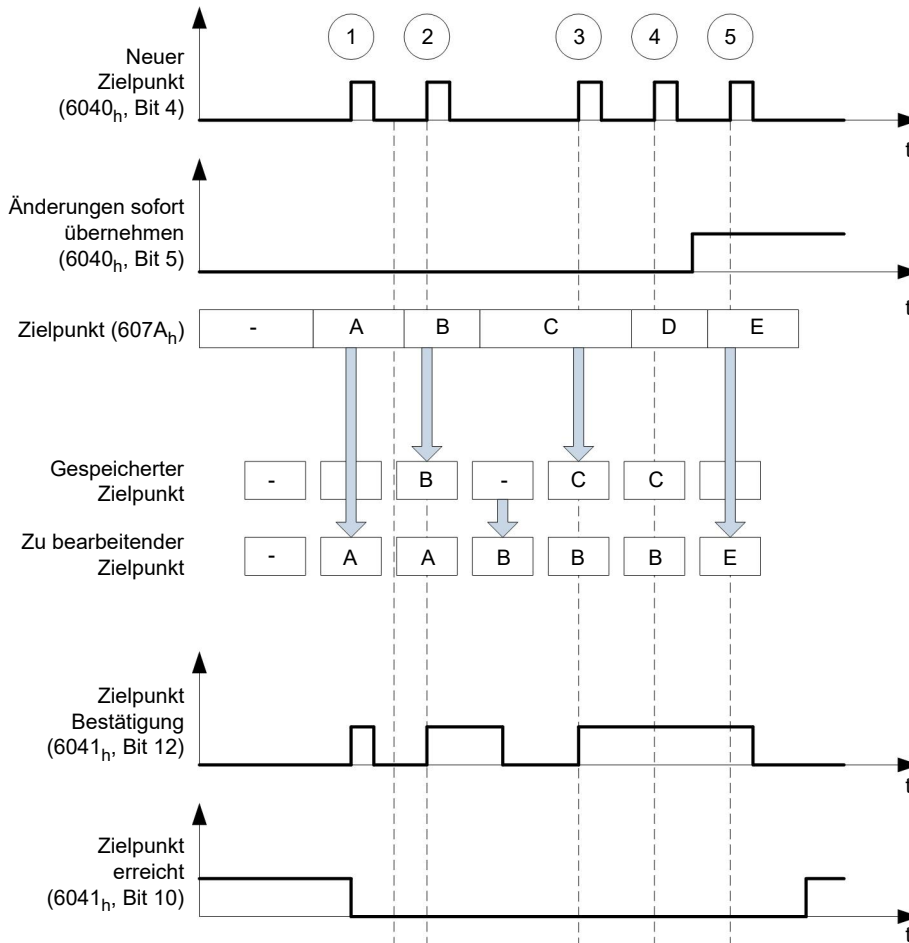 1 2 3 4 5
Neuer
Zielpunkt
(6040h, Bit 4)
t
Änderungen sofort
übernehmen
(6040h, Bit 5)
t
Zielpunkt (607Ah) - A B C D E
Gespeicherter
Zielpunkt
- B - C C
Zu bearbeitender
Zielpunkt
- A A B B B E
Zielpunkt
Bestätigung
(6041h, Bit 12)
t
Zielpunkt
erreicht
(6041h, Bit 10)
t